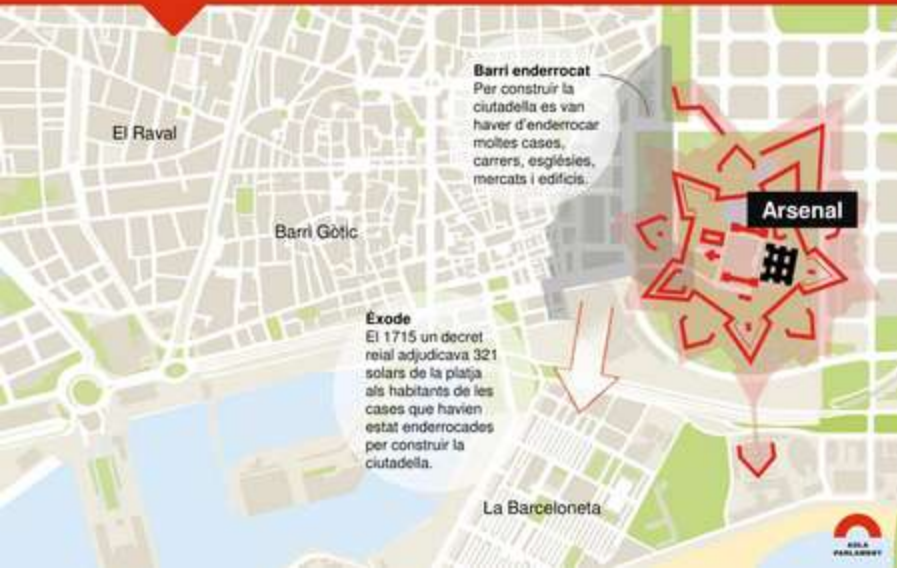 Barri enderrocat
Per construir la
ciutadella es van
haver d'enderrocar
moltes cases,
carrers, esglésies,
mercats i edificis.
El Raval
Arsenal
Barri Gòtic
Èxode
El 1715 un decret
reial adjudicava 321
solars de la platja
als habitants de les
cases que havien
estat enderrocades
per construir la
ciutadella.
La Barceloneta
AULA
PARLAMENT